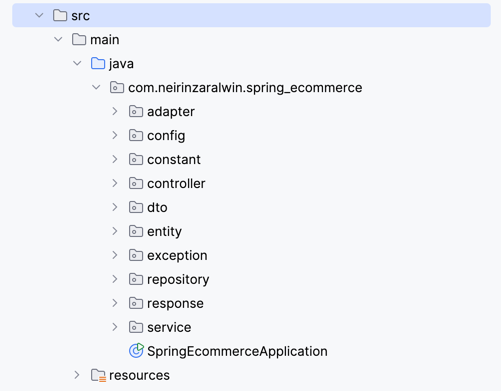 src
main
java
com.neirinzaralwin.spring_ecommerce
adapter
config
constant
controller
dto
entity
exception
repository
response
service
SpringEcommerceApplication
resources